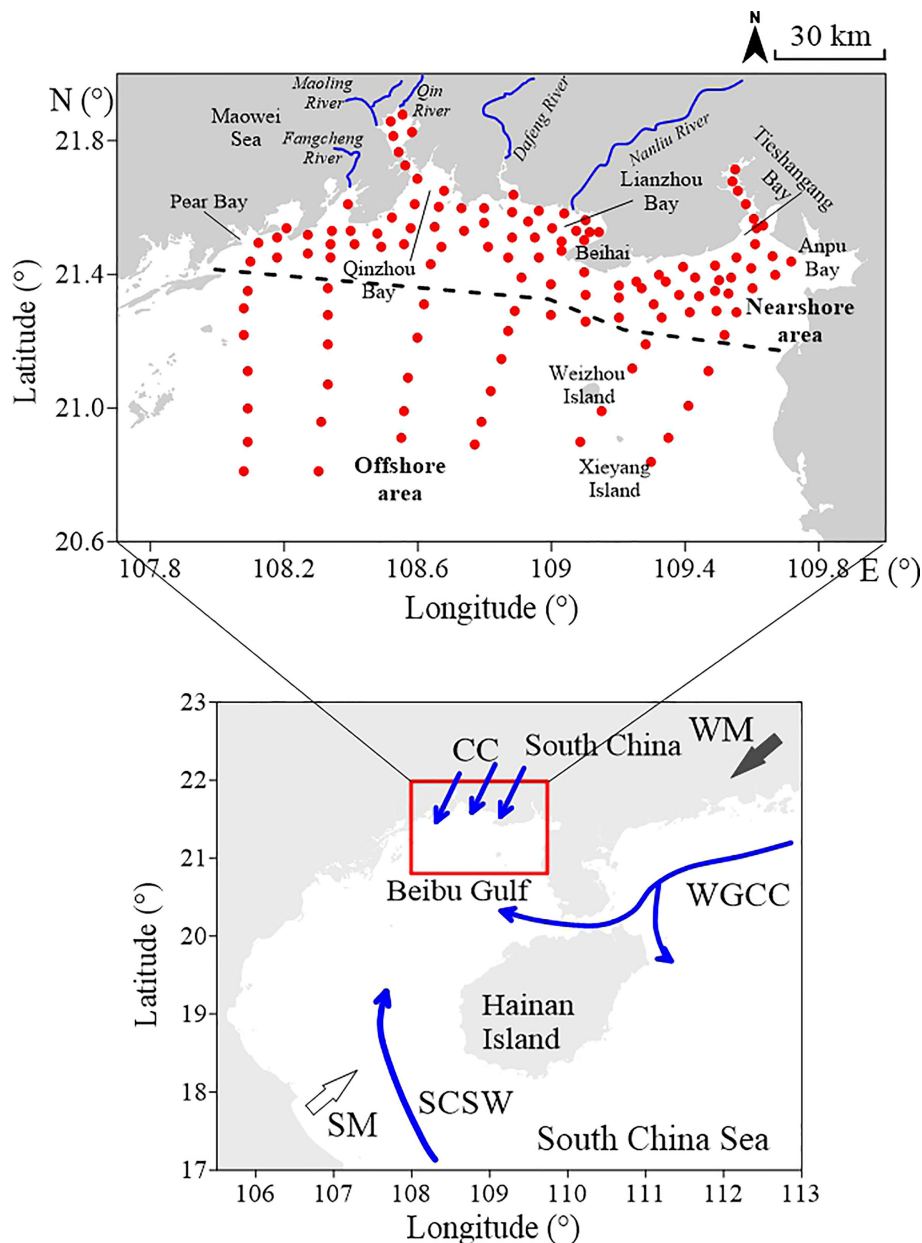 N
30 km
N (°)
Maoling
River
Qin
River
Maowei
Sea
Fangcheng
River
Dafeng River
Nanliu River
Tieshangang
Bay
Lianzhou
Bay
Pear Bay
Beihai
Anpu
Bay
Qinzhou
Bay
Nearshore
area
Weizhou
Island
Offshore
area
Xieyang
Island
21.8
21.4
21.0
20.6
Latitude (°)
107.8 108.2 108.6 109 109.4 109.8 E (°)
Longitude (°)
23
22
21
20
19
18
17
Latitude (°)
CC
South China
WM
Beibu Gulf
WGCC
Hainan
Island
SCSW
SM
South China Sea
106 107 108 109 110 111 112 113
Longitude (°)